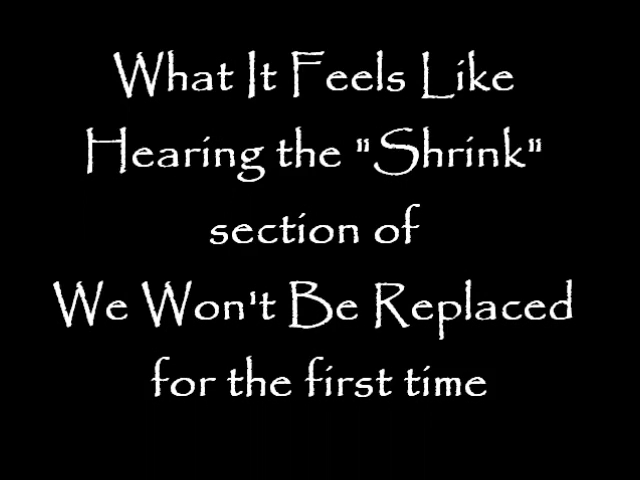 What It Feels Like
Hearing the "Shrink"
section of
We Won't Be Replaced
for the first time